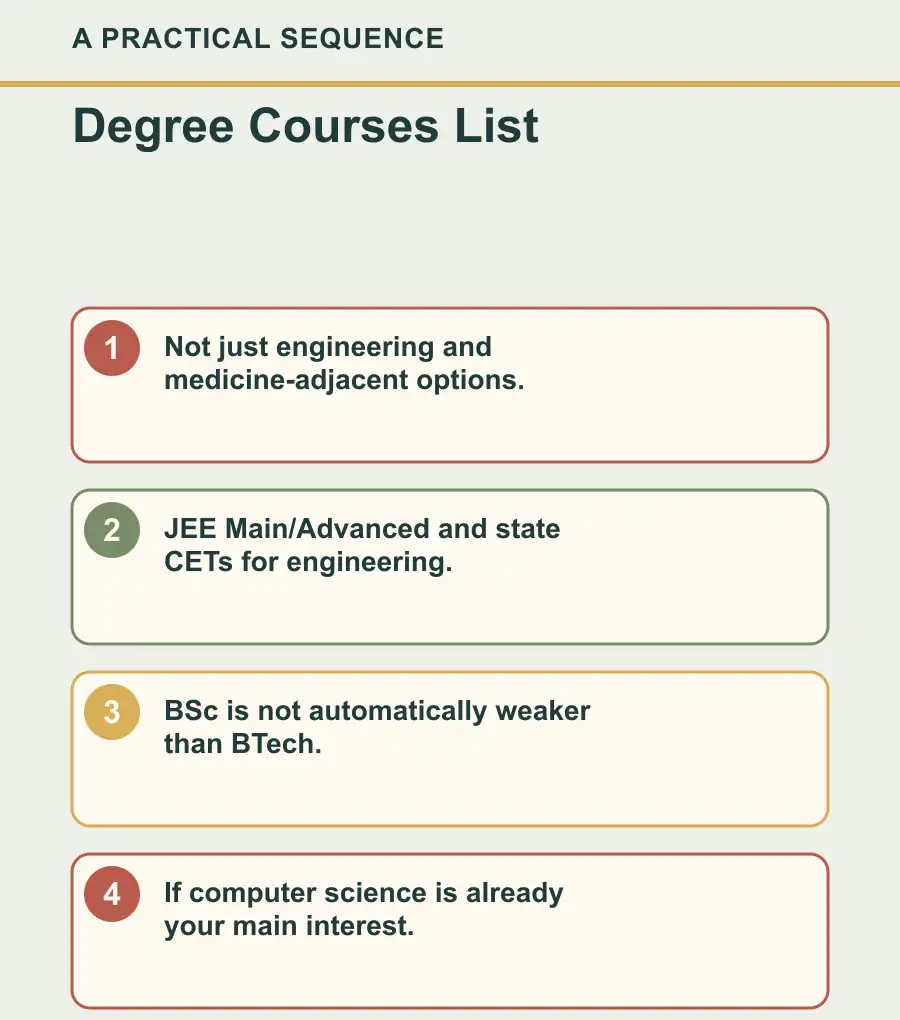 A PRACTICAL SEQUENCE
Degree Courses List
1
Not just engineering and
medicine-adjacent options.
2
JEE Main/Advanced and state
CETs for engineering.
3
BSc is not automatically weaker
than BTech.
4
If computer science is already
your main interest.